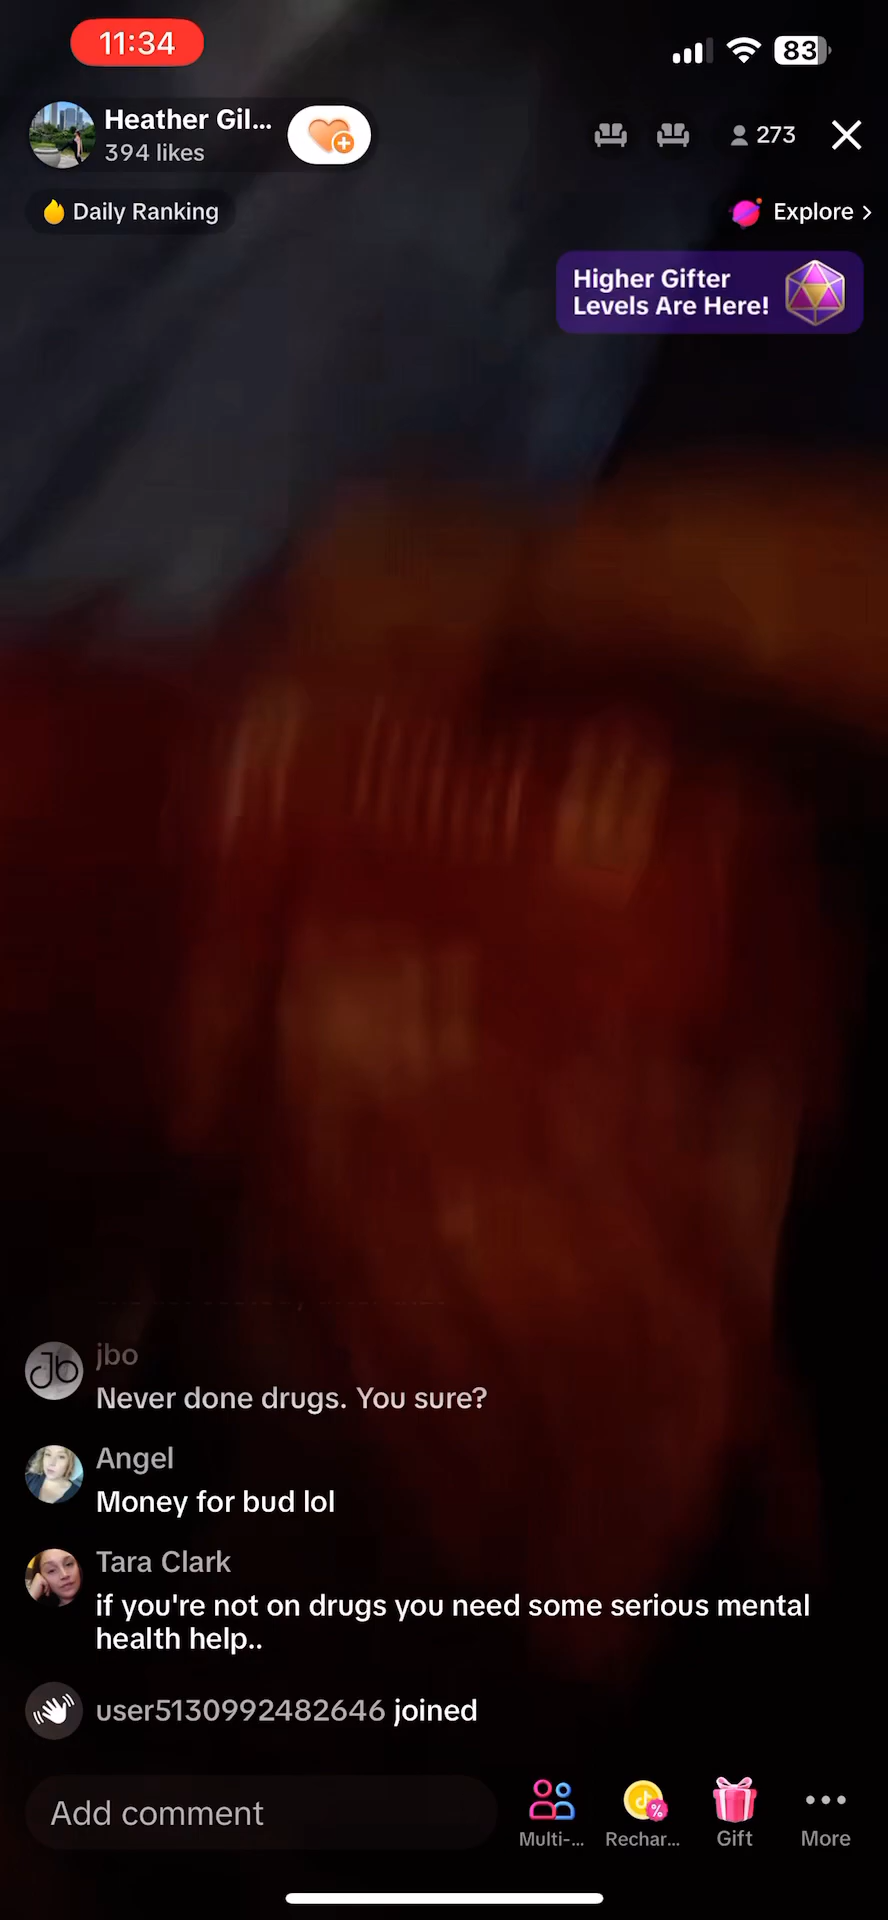 11:34
83
Heather Gil...
394 likes
273
Daily Ranking
Explore >
Higher Gifter
Levels Are Here!
jbo
Jb
Never done drugs. You sure?
Angel
Money for bud lol
Tara Clark
if you're not on drugs you need some serious mental
health help..
user5130992482646 joined
Add comment
Multi-...
Rechar...
Gift
More